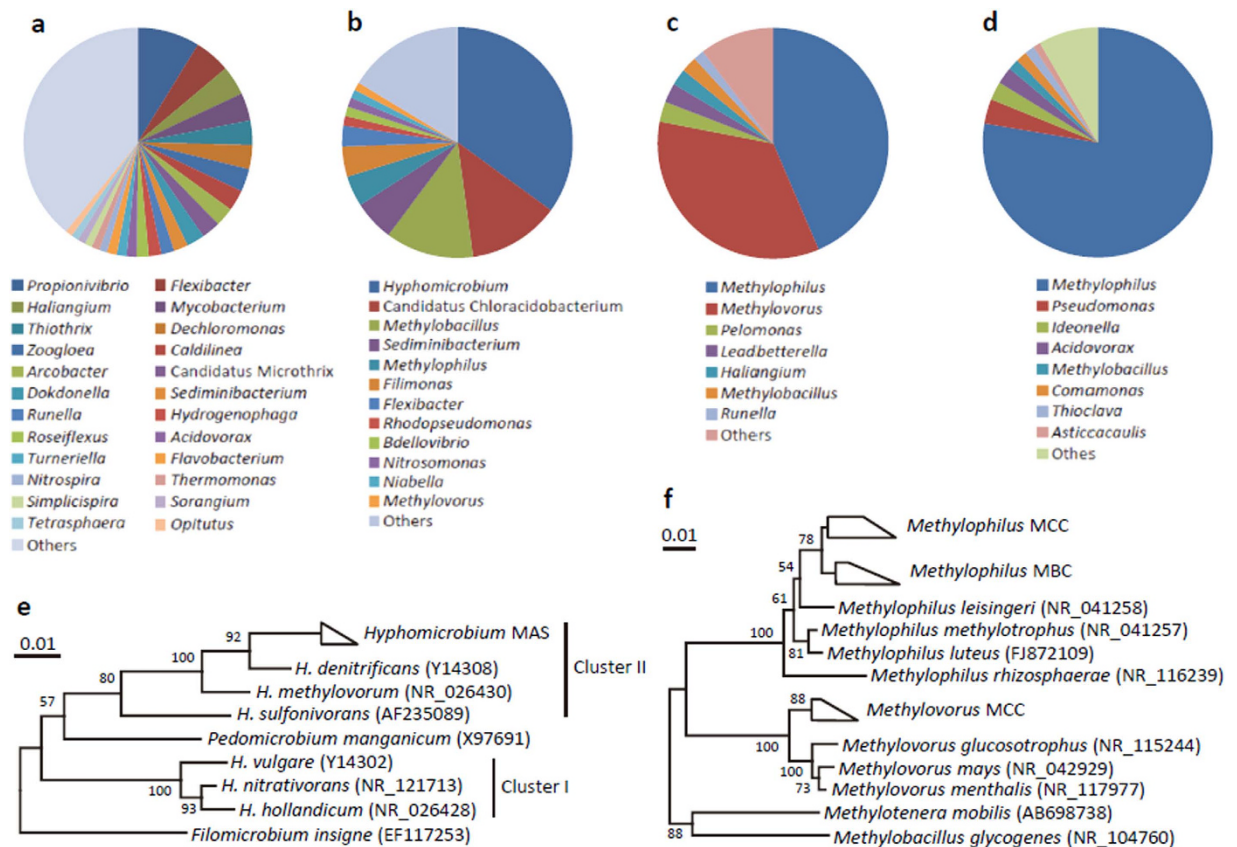 a
b
c
d
Propionivibrio Flexibacter
Haliangium Mycobacterium
Thiothrix Dechloromonas
Zoogloea Caldilinea
Arcobacter Candidatus Microthrix
Dokdonella Sediminibacterium
Runella Hydrogenophaga
Roseiflexus Acidovorax
Turneriella Flavobacterium
Nitrospira Thermomonas
Simplicispira Sorangium
Tetrasphaera Opitutus
Others
Hyphomicrobium
Candidatus Chloracidobacterium
Methylobacillus
Sediminibacterium
Methylophilus
Filimonas
Flexibacter
Rhodopseudomonas
Bdellovibrio
Nitrosomonas
Niabella
Methylovorus
Others
Methylophilus
Methylovorus
Pelomonas
Leadbetterella
Haliangium
Methylobacillus
Runella
Others
Methylophilus
Pseudomonas
Ideonella
Acidovorax
Methylobacillus
Comamonas
Thioclava
Asticcacaulis
Othes
e
0.01
92
Hyphomicrobium MAS
100
H. denitrificans (Y14308)
80
H. methylovorum (NR_026430)
57
H. sulfonivorans (AF235089)
Cluster II
Pedomicrobium manganicum (X97691)
H. vulgare (Y14302)
100
H. nitrativorans (NR_121713)
93
H. hollandicum (NR_026428)
Cluster I
Filomicrobium insigne (EF117253)
f
0.01
78
Methylophilus MCC
54
Methylophilus MBC
61
Methylophilus leisingeri (NR_041258)
100
Methylophilus methylotrophus (NR_041257)
81
Methylophilus luteus (FJ872109)
Methylophilus rhizosphaerae (NR_116239)
88
Methylovorus MCC
100
Methylovorus glucosotrophus (NR_115244)
100
Methylovorus mays (NR_042929)
73
Methylovorus menthalis (NR_117977)
Methylotenera mobilis (AB698738)
88
Methylobacillus glycogenes (NR_104760)